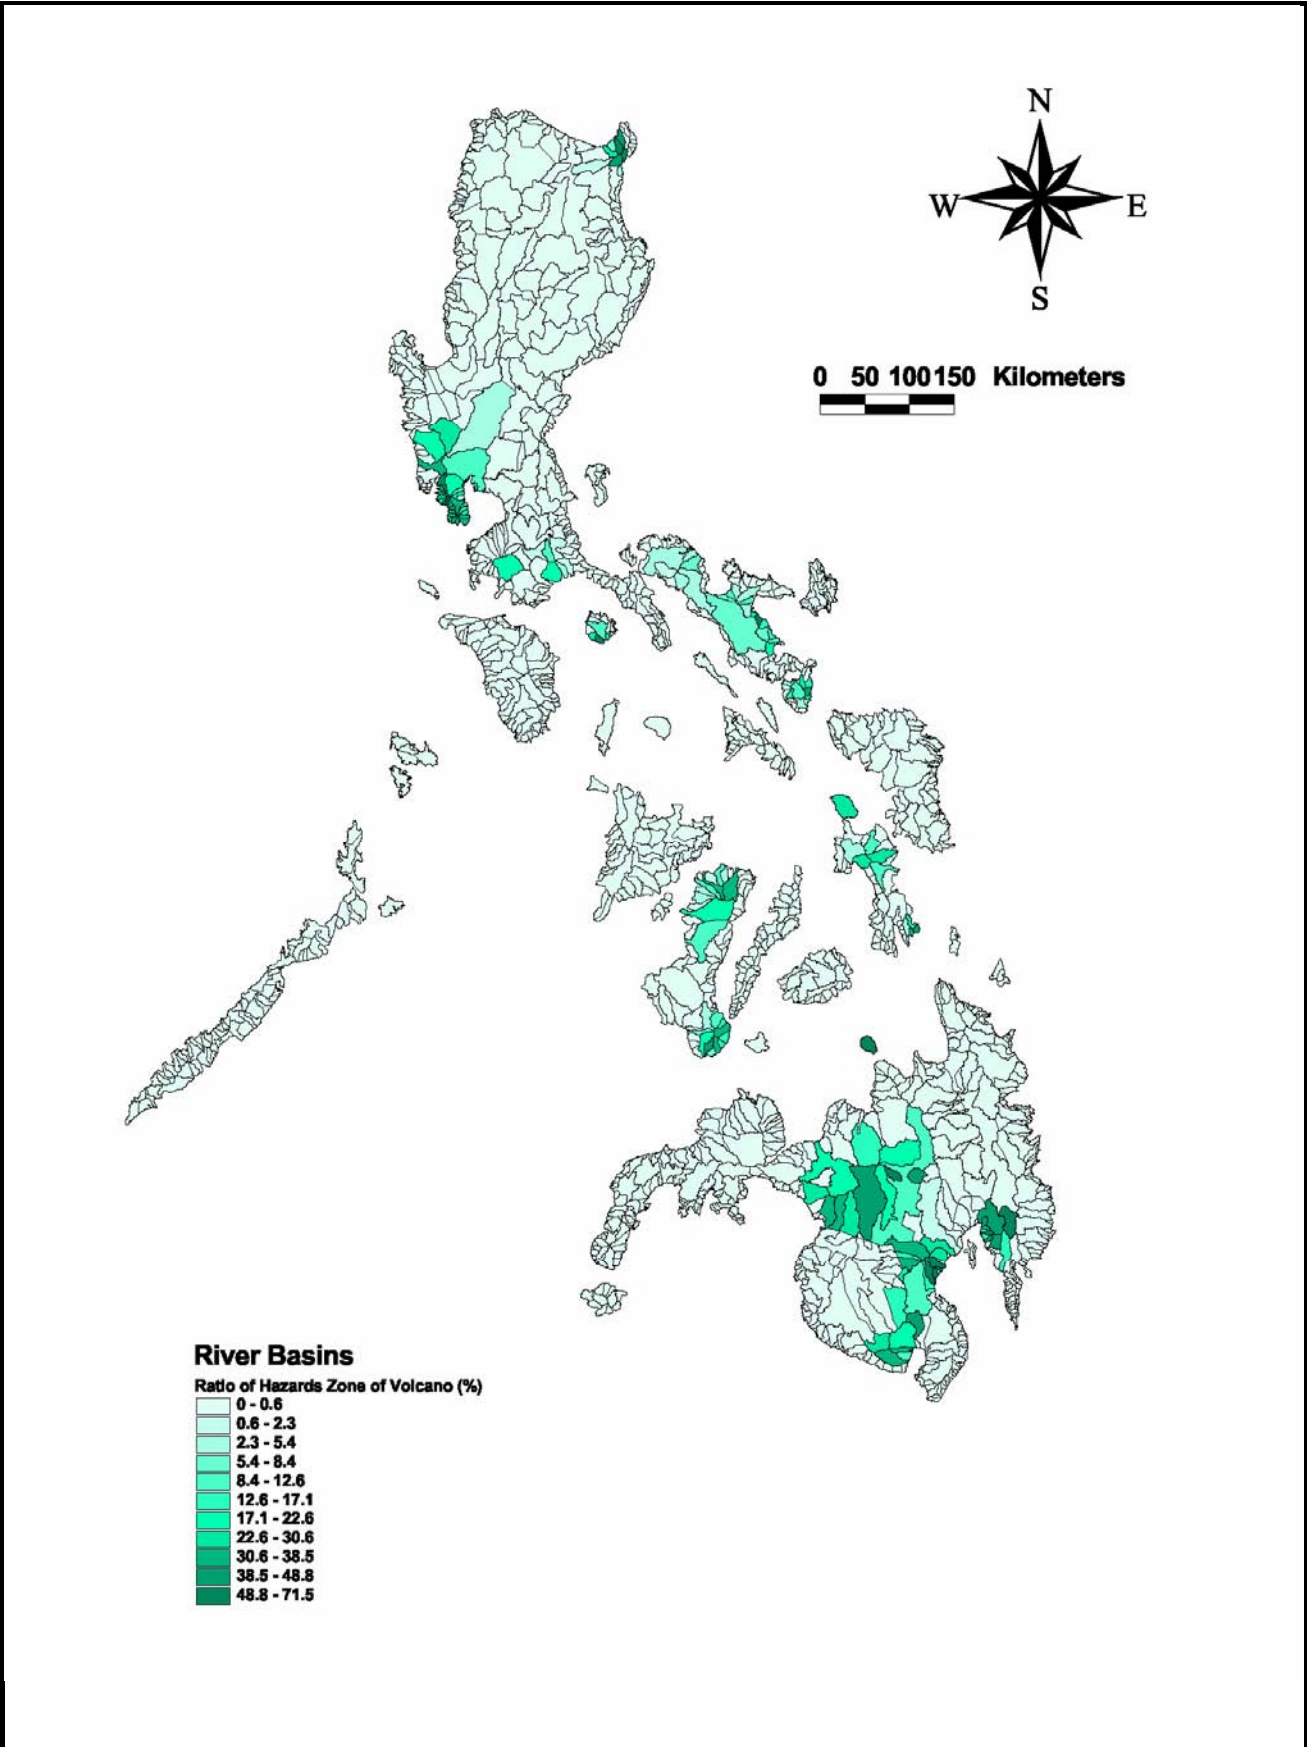 N
W E
S
0 50 100 150 Kilometers
River Basins
Ratio of Hazards Zone of Volcano (%)
0 - 0.6
0.6 - 2.3
2.3 - 5.4
5.4 - 8.4
8.4 - 12.6
12.6 - 17.1
17.1 - 22.6
22.6 - 30.6
30.6 - 38.5
38.5 - 48.8
48.8 - 71.5